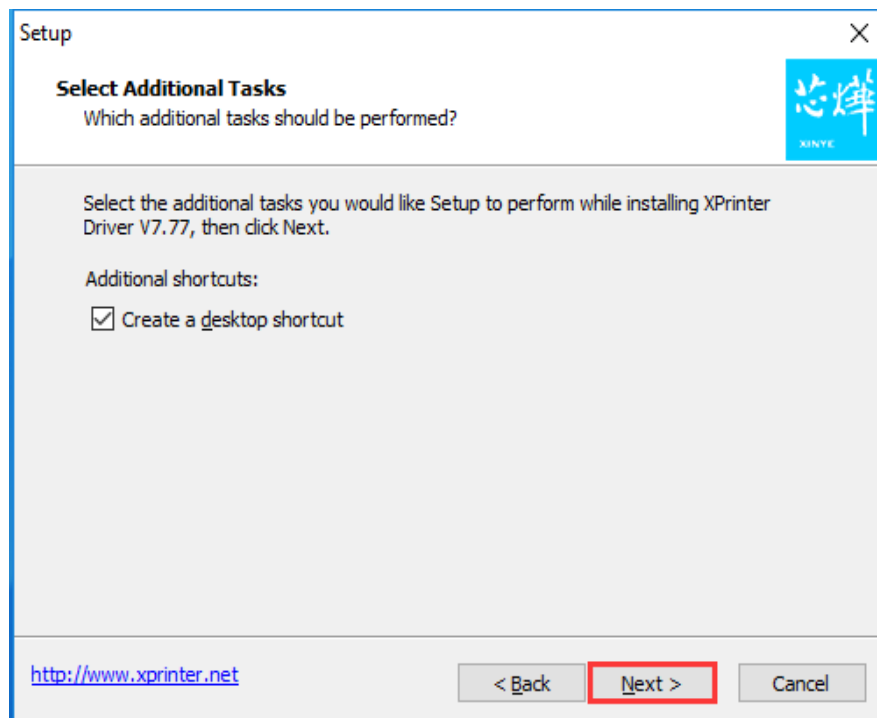 Setup
Select Additional Tasks
Which additional tasks should be performed?
芯烨
XINYE
Select the additional tasks you would like Setup to perform while installing XPrinter
Driver V7.77, then click Next.
Additional shortcuts:
Create a desktop shortcut
http://www.xprinter.net
< Back
Next >
Cancel